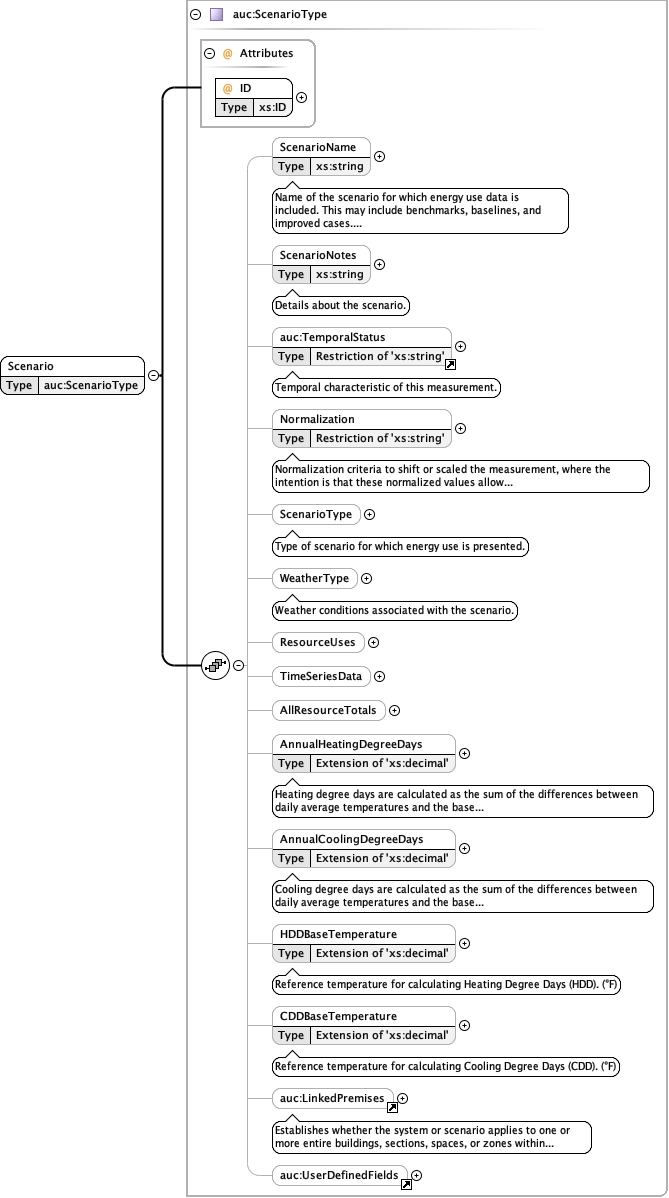 auc:ScenarioType
@ Attributes
@ ID
Type xs:ID
ScenarioName
Type xs:string
Name of the scenario for which energy use data is
included. This may include benchmarks, baselines, and
improved cases....
ScenarioNotes
Type xs:string
Details about the scenario.
auc:TemporalStatus
Type Restriction of 'xs:string'
Temporal characteristic of this measurement.
Scenario
Type auc:ScenarioType
Normalization
Type Restriction of 'xs:string'
Normalization criteria to shift or scaled the measurement, where the
intention is that these normalized values allow...
ScenarioType
Type of scenario for which energy use is presented.
WeatherType
Weather conditions associated with the scenario.
ResourceUses
TimeSeriesData
AllResourceTotals
AnnualHeatingDegreeDays
Type Extension of 'xs:decimal'
Heating degree days are calculated as the sum of the differences between
daily average temperatures and the base...
AnnualCoolingDegreeDays
Type Extension of 'xs:decimal'
Cooling degree days are calculated as the sum of the differences between
daily average temperatures and the base...
HDDBaseTemperature
Type Extension of 'xs:decimal'
Reference temperature for calculating Heating Degree Days (HDD). (°F)
CDDBaseTemperature
Type Extension of 'xs:decimal'
Reference temperature for calculating Cooling Degree Days (CDD). (°F)
auc:LinkedPremises
Establishes whether the system or scenario applies to one or
more entire buildings, sections, spaces, or zones within...
auc:UserDefinedFields